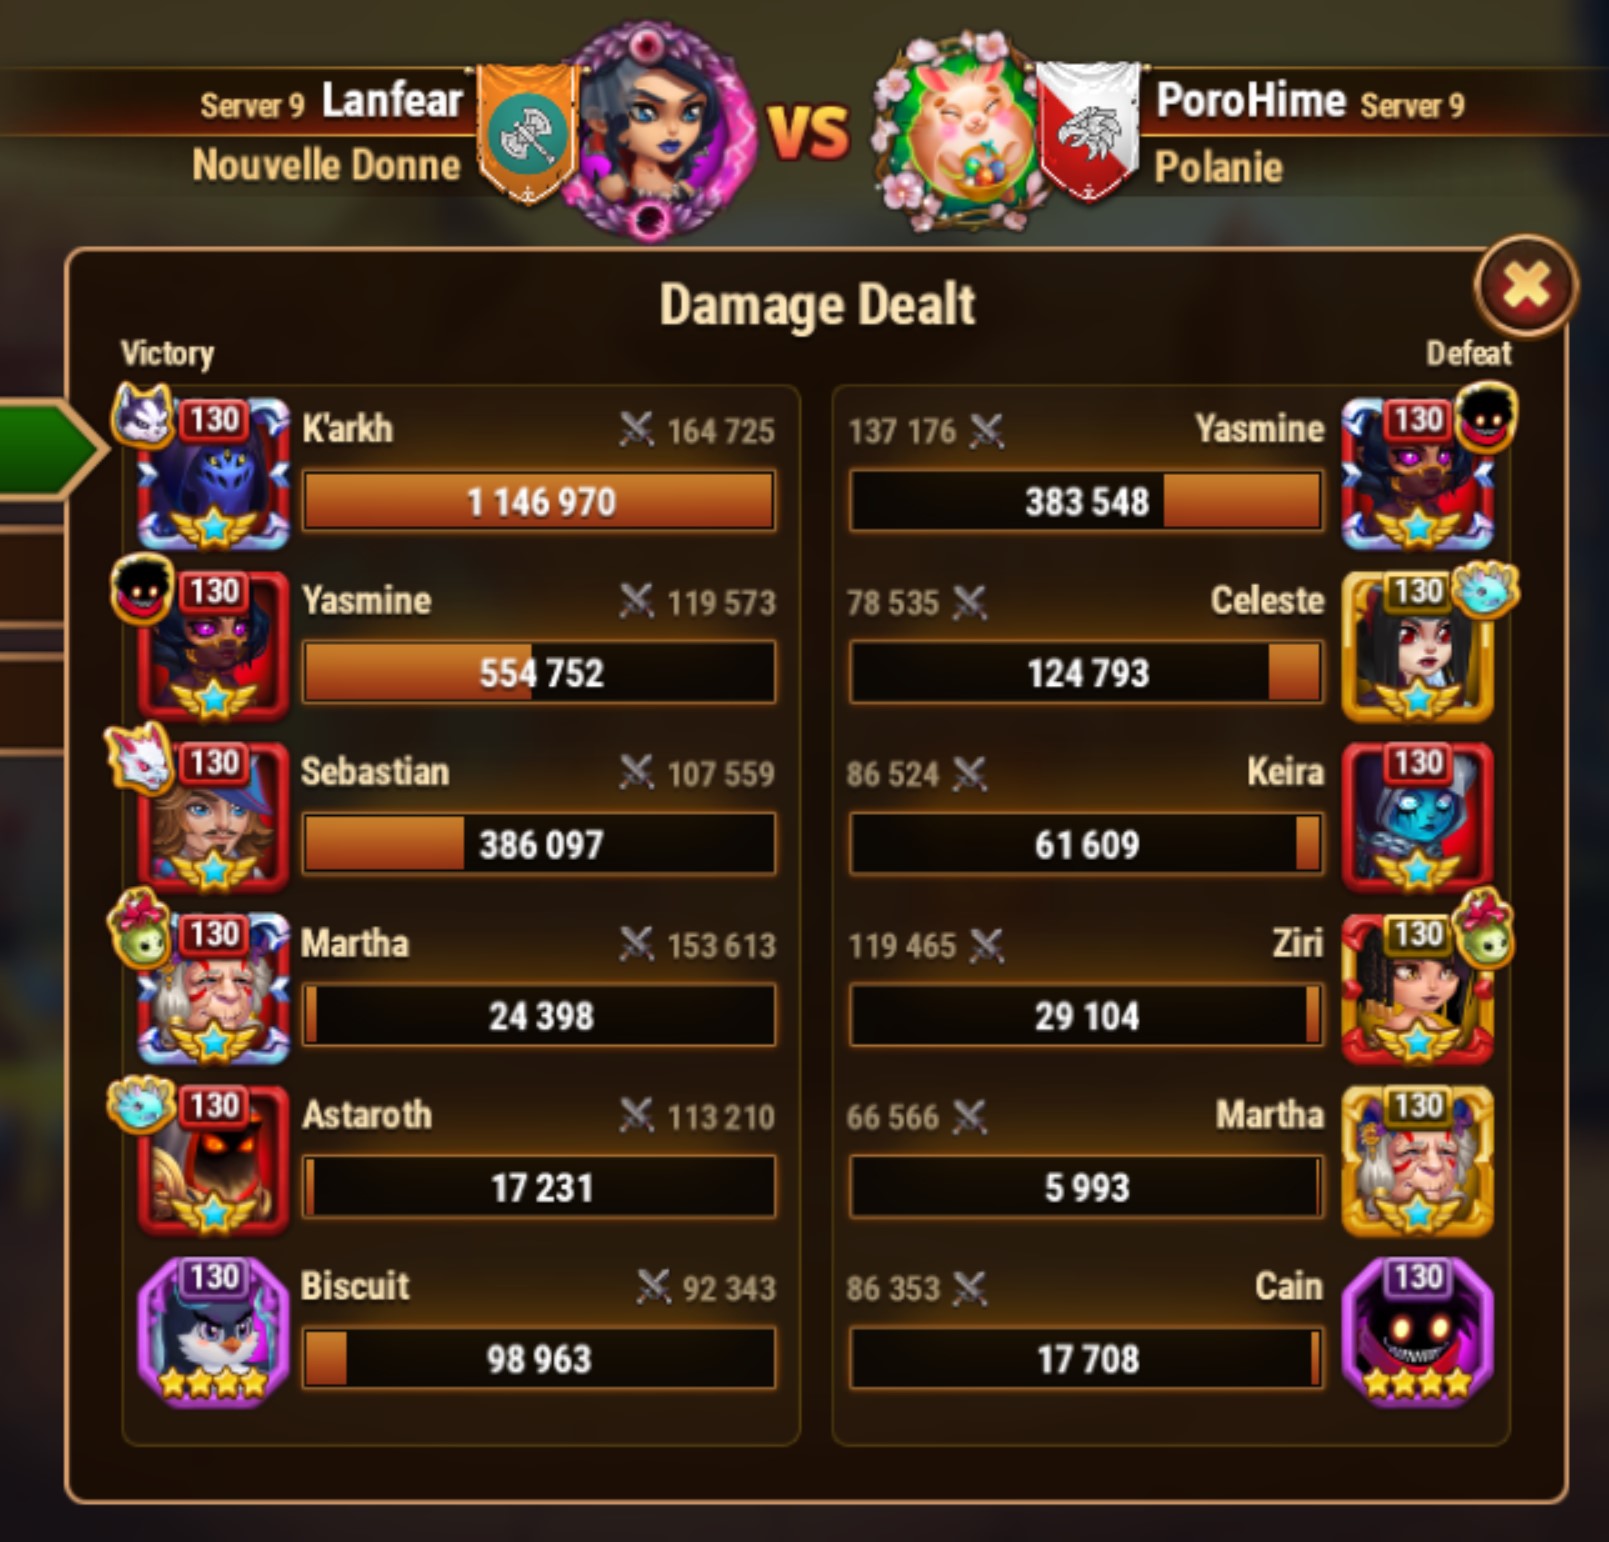 Server 9 Lanfear
VS
PoroHime Server 9
Nouvelle Donne
Polanie
Damage Dealt
Victory
Defeat
130 K'arkh 164 725
1 146 970
137 176 Yasmine 130
383 548
130 Yasmine 119 573
554 752
78 535 Celeste 130
124 793
130 Sebastian 107 559
386 097
86 524 Keira 130
61 609
130 Martha 153 613
24 398
119 465 Ziri 130
29 104
130 Astaroth 113 210
17 231
66 566 Martha 130
5 993
130 Biscuit 92 343
98 963
86 353 Cain 130
17 708